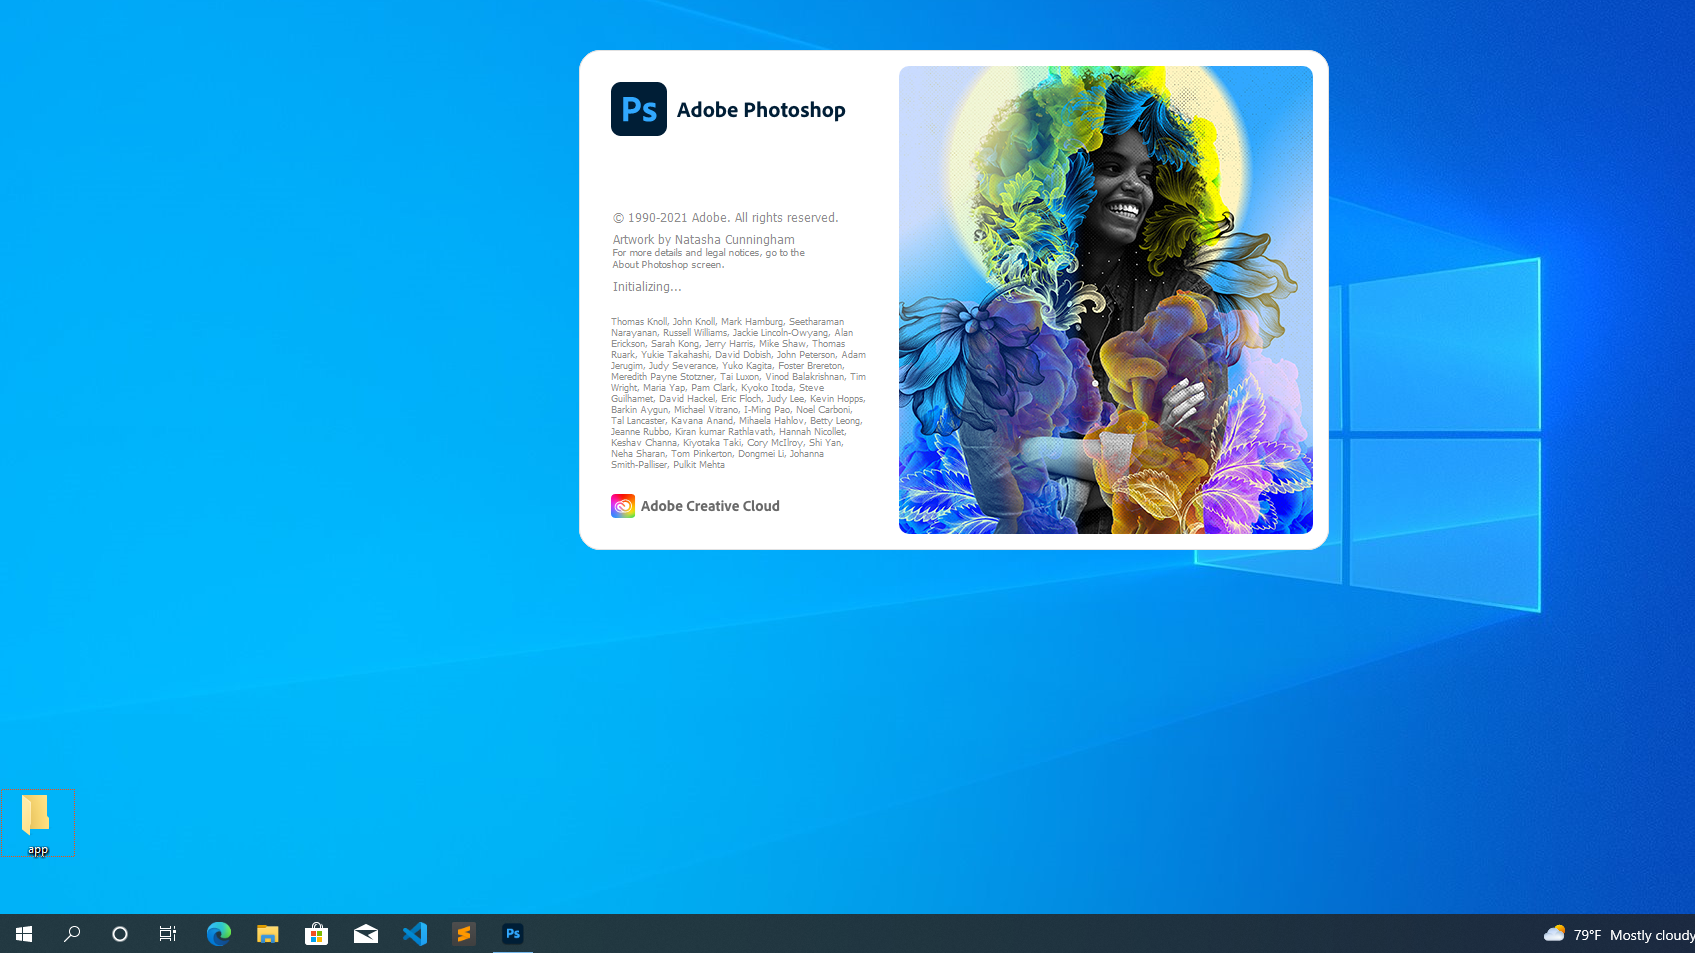 Ps
Adobe Photoshop
© 1990-2021 Adobe. All rights reserved.
Artwork by Natasha Cunningham
For more details and legal notices, go to the
About Photoshop screen.
Initializing...
Thomas Knoll, John Knoll, Mark Hamburg, Seetharaman
Narayanan, Russell Williams, Jackie Lincoln-Owyang, Alan
Erickson, Sarah Kong, Jerry Harris, Mike Shaw, Thomas
Ruark, Yukie Takahashi, David Dobish, John Peterson, Adam
Jerugim, Judy Severance, Yuko Kagita, Foster Brereton,
Meredith Payne Stotzner, Tai Luxon, Vinod Balakrishnan, Tim
Wright, Maria Yap, Pam Clark, Kyoko Itoda, Steve
Guilhamet, David Hackel, Eric Floch, Judy Lee, Kevin Hopps,
Barkin Aygun, Michael Vitrano, I-Ming Pao, Noel Carboni,
Tal Lancaster, Kavana Anand, Mihaela Hahlov, Betty Leong,
Jeanne Rubbo, Kiran kumar Rathlavath, Hannah Nicollet,
Keshav Channa, Kiyotaka Taki, Cory McIlroy, Shi Yan,
Neha Sharan, Tom Pinkerton, Dongmei Li, Johanna
Smith-Palliser, Pulkit Mehta
Adobe Creative Cloud
app
Ps
79°F Mostly cloudy